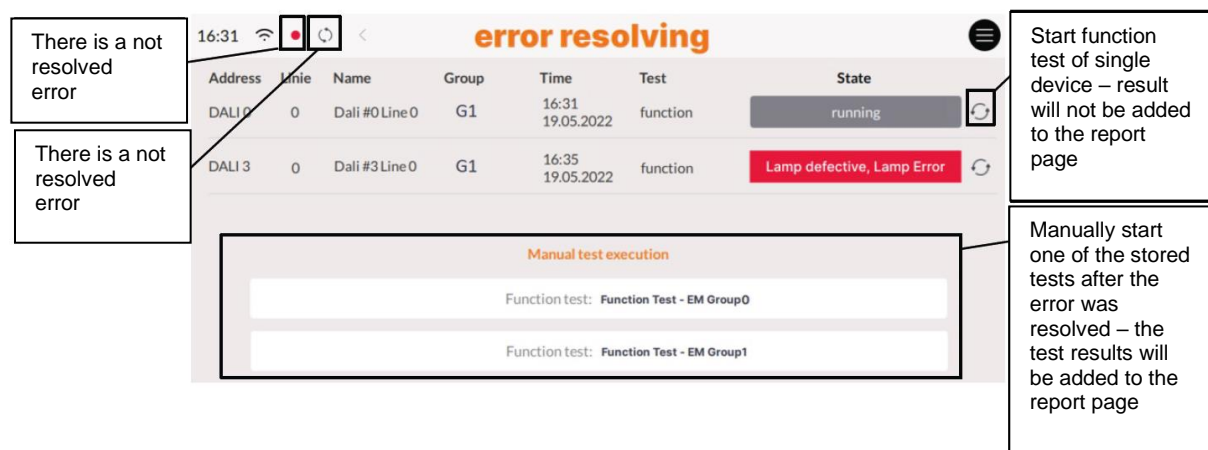 There is a not
resolved
error
There is a not
resolved
error
16:31 < error resolving
Address Linie Name Group Time Test State
DALI 0 0 Dali #0 Line 0 G1 16:31 function running
19.05.2022
DALI 3 0 Dali #3 Line 0 G1 16:35 function Lamp defective, Lamp Error
19.05.2022
Manual test execution
Function test: Function Test - EM Group0
Function test: Function Test - EM Group1
Start function
test of single
device – result
will not be added
to the report
page
Manually start
one of the stored
tests after the
error was
resolved – the
test results will
be added to the
report page